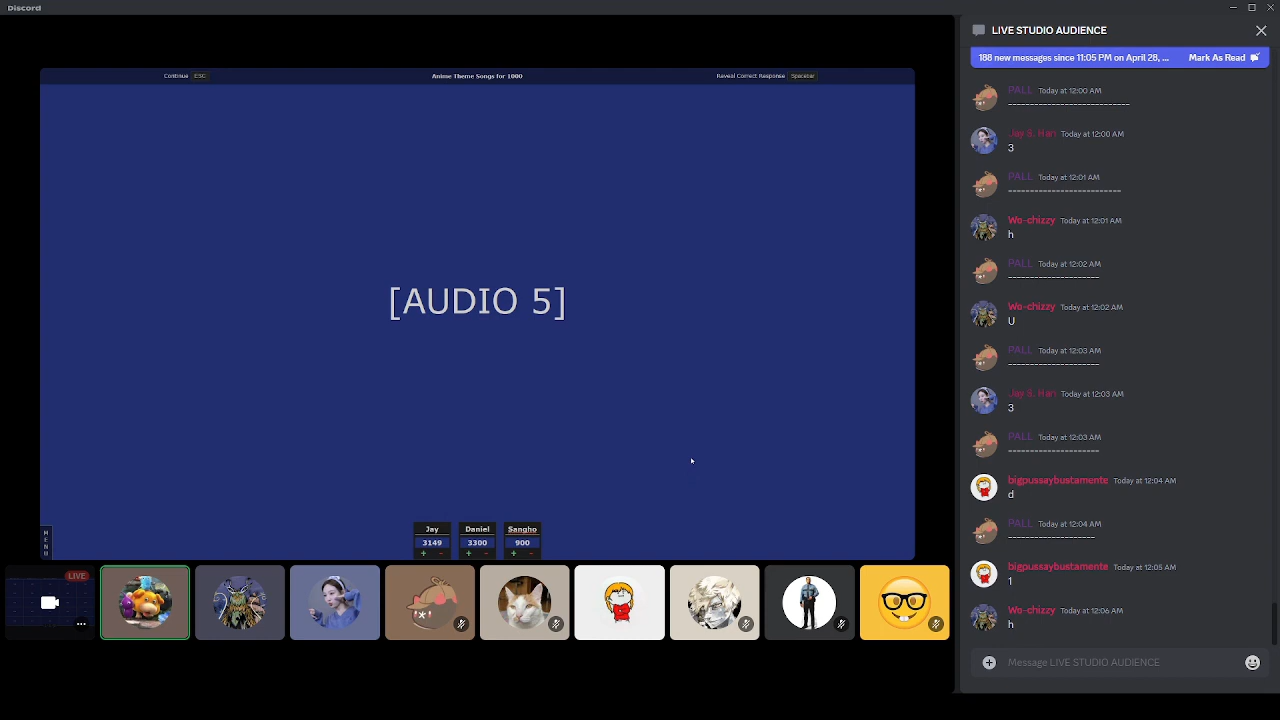 Discord
Continue ESC
Anime Theme Songs for 1000
Reveal Correct Response Spacebar
[AUDIO 5]
MENU
Jay
3149
+ -
Daniel
3300
+ -
Sangho
900
+ -
LIVE
LIVE STUDIO AUDIENCE
188 new messages since 11:05 PM on April 28, ... Mark As Read
PALL Today at 12:00 AM
----------------------------
Jay S. Han Today at 12:00 AM
3
PALL Today at 12:01 AM
--------------------------
Wo-chizzy Today at 12:01 AM
h
PALL Today at 12:02 AM
---------------------
Wo-chizzy Today at 12:02 AM
U
PALL Today at 12:03 AM
---------------------
Jay S. Han Today at 12:03 AM
3
PALL Today at 12:03 AM
---------------------
bigpussaybustamente Today at 12:04 AM
d
PALL Today at 12:04 AM
--------------------
bigpussaybustamente Today at 12:05 AM
1
Wo-chizzy Today at 12:06 AM
h
Message LIVE STUDIO AUDIENCE